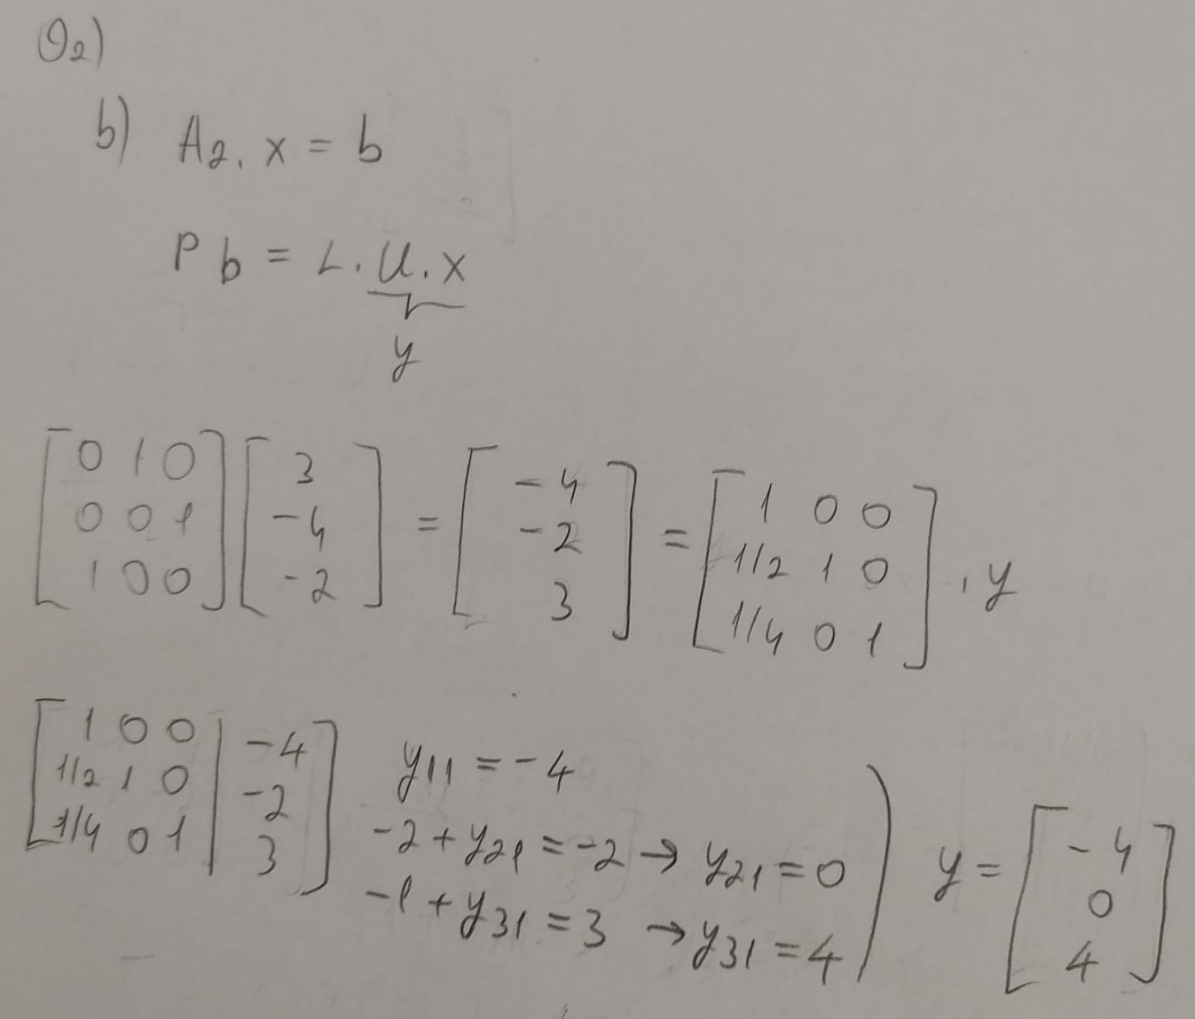 Q2)
b) A2. x = b
P b = L. U. x
y
[0 1 0] [3] = [-4] = [1 0 0] . y
[0 0 1] [-4] [-2] [1/2 1 0]
[1 0 0] [-2] [3] [1/4 0 1]
[1 0 0 | -4] y11 = -4
[1/2 1 0 | -2] -2 + y21 = -2 → y21 = 0 ) y = [-4]
[1/4 0 1 | 3] -1 + y31 = 3 → y31 = 4 [0]
[4]